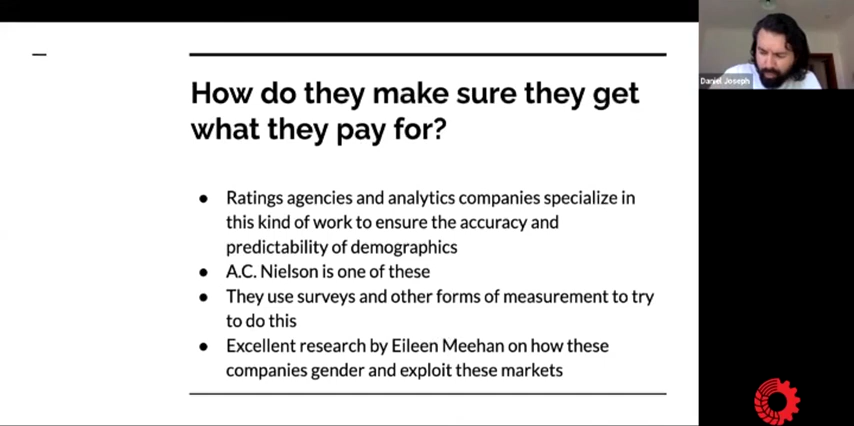 How do they make sure they get
what they pay for?
● Ratings agencies and analytics companies specialize in
this kind of work to ensure the accuracy and
predictability of demographics
● A.C. Nielson is one of these
● They use surveys and other forms of measurement to try
to do this
● Excellent research by Eileen Meehan on how these
companies gender and exploit these markets
Daniel Joseph